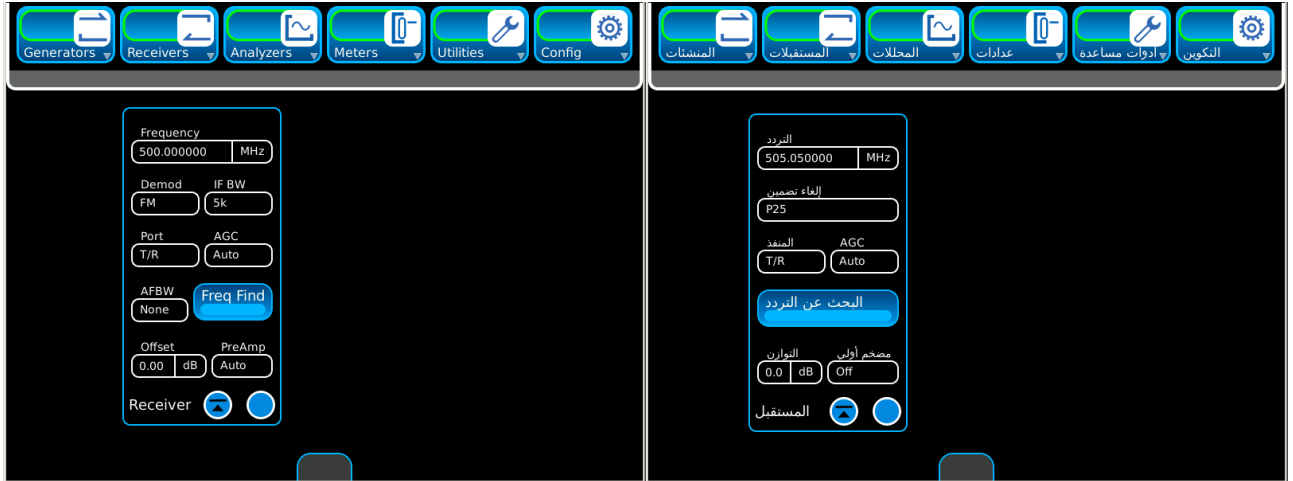 Generators Receivers Analyzers Meters Utilities Config
Frequency
500.000000 MHz
Demod IF BW
FM 5k
Port AGC
T/R Auto
AFBW
None Freq Find
Offset PreAmp
0.00 dB Auto
Receiver
المنشئات المستقبلات المحللات عدادات أدوات مساعدة التكوين
التردد
505.050000 MHz
إلغاء تضمين
P25
المنفذ AGC
T/R Auto
البحث عن التردد
التوازن مضخم أولي
0.0 dB Off
المستقبل